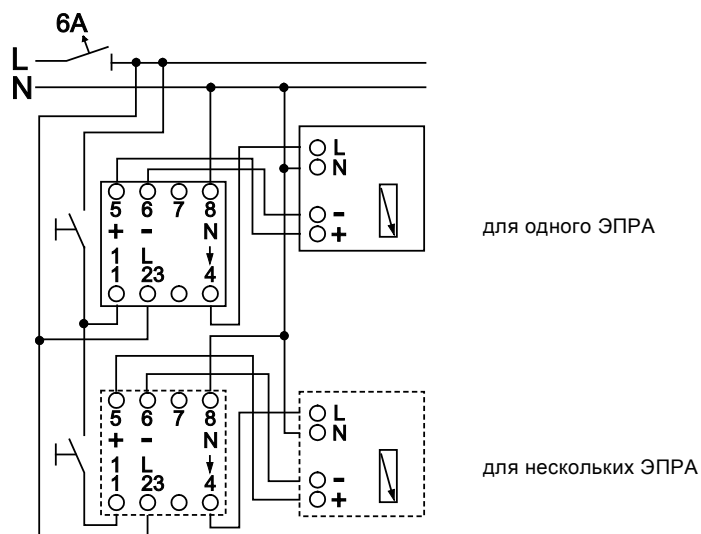 6A
L
N
L
N
5 6 7 8
+ - N
- 
+
1 L ↓
1 23 4
для одного ЭПРА
L
N
5 6 7 8
+ - N
-
+
1 L ↓
1 23 4
для нескольких ЭПРА